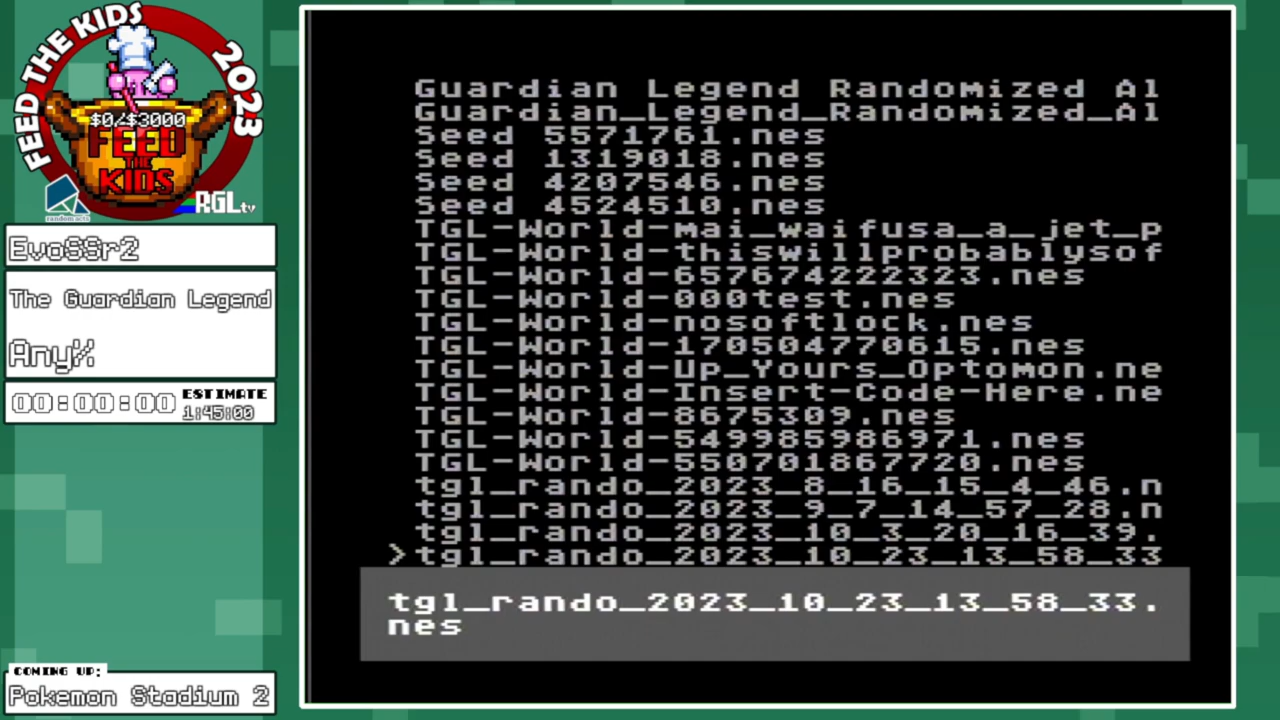 FEED THE KIDS 2023
$0/$3000
FEED
THE
KIDS
random acts
RGLtv
EvoSSr2
The Guardian Legend
Any%
00:00:00
ESTIMATE
1:45:00
COMING UP:
Pokemon Stadium 2
Guardian Legend Randomized Al
Guardian_Legend_Randomized_Al
Seed 5571761.nes
Seed 1319018.nes
Seed 4207546.nes
Seed 4524510.nes
TGL-World-mai_waifusa_a_jet_p
TGL-World-thiswillprobablysof
TGL-World-657674222323.nes
TGL-World-000test.nes
TGL-World-nosoftlock.nes
TGL-World-170504770615.nes
TGL-World-Up_Yours_Optomon.ne
TGL-World-Insert-Code-Here.ne
TGL-World-8675309.nes
TGL-World-549985986971.nes
TGL-World-550701867720.nes
tgl_rando_2023_8_16_15_4_46.n
tgl_rando_2023_9_7_14_57_28.n
tgl_rando_2023_10_3_20_16_39.
>tgl_rando_2023_10_23_13_58_33
tgl_rando_2023_10_23_13_58_33.
nes